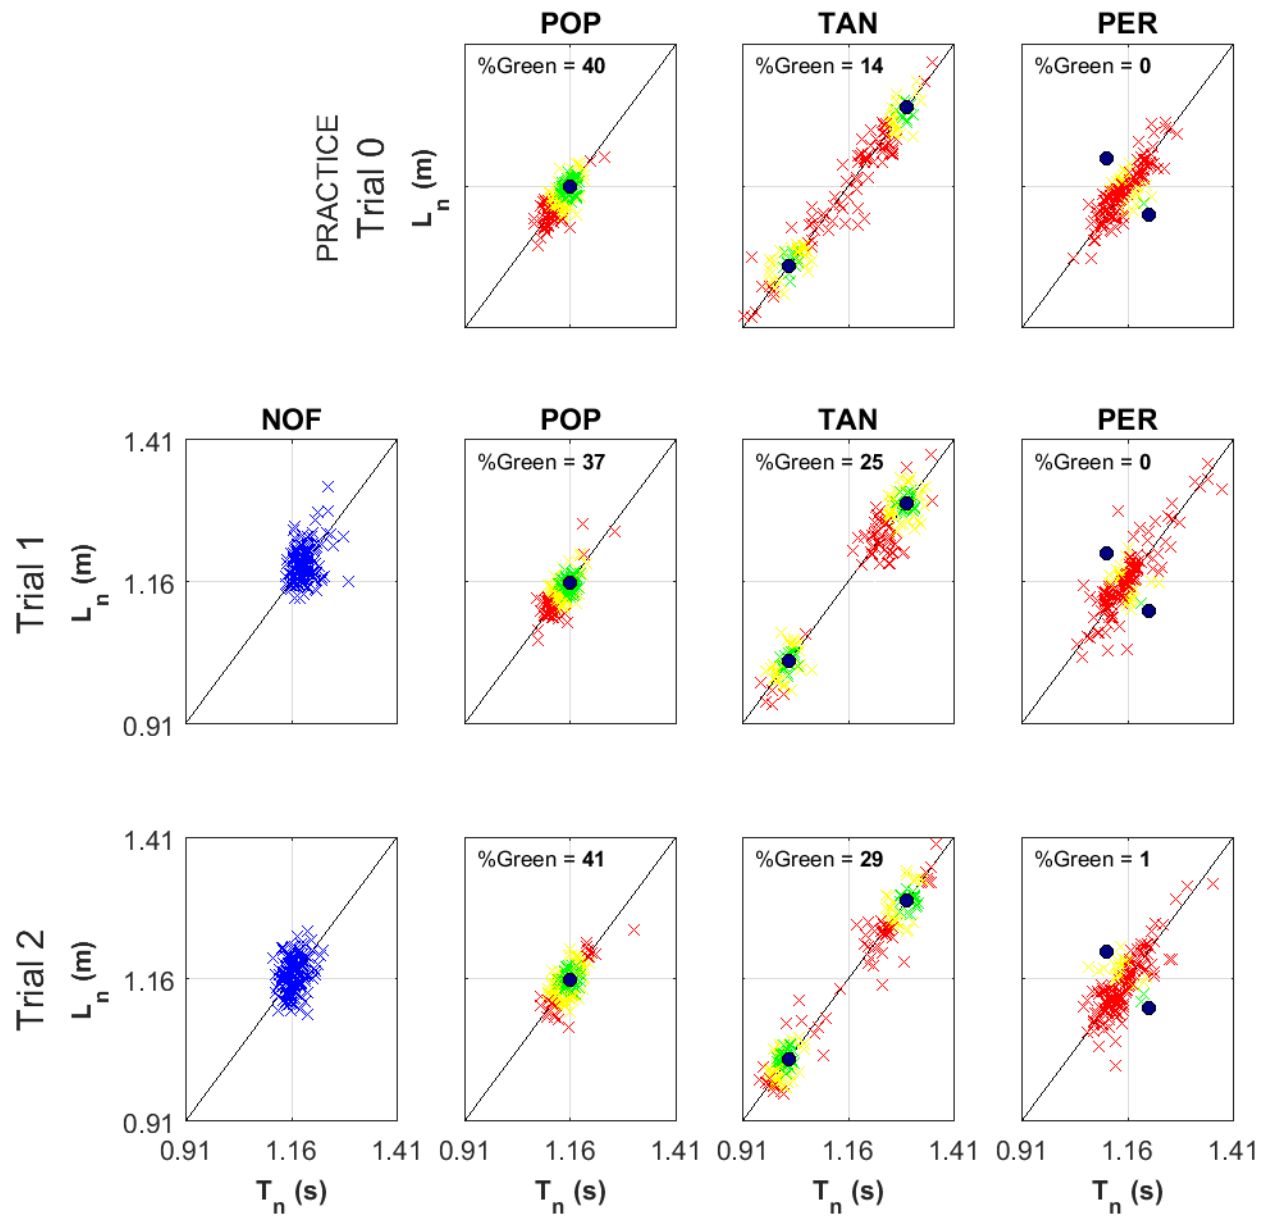 POP TAN PER
PRACTICE
Trial 0
L_n (m)
%Green = 40
%Green = 14
%Green = 0
NOF POP TAN PER
Trial 1
L_n (m)
1.41
1.16
0.91
%Green = 37
%Green = 25
%Green = 0
Trial 2
L_n (m)
1.41
1.16
0.91
%Green = 41
%Green = 29
%Green = 1
0.91 1.16 1.41 0.91 1.16 1.41 0.91 1.16 1.41 0.91 1.16 1.41
T_n (s) T_n (s) T_n (s) T_n (s)